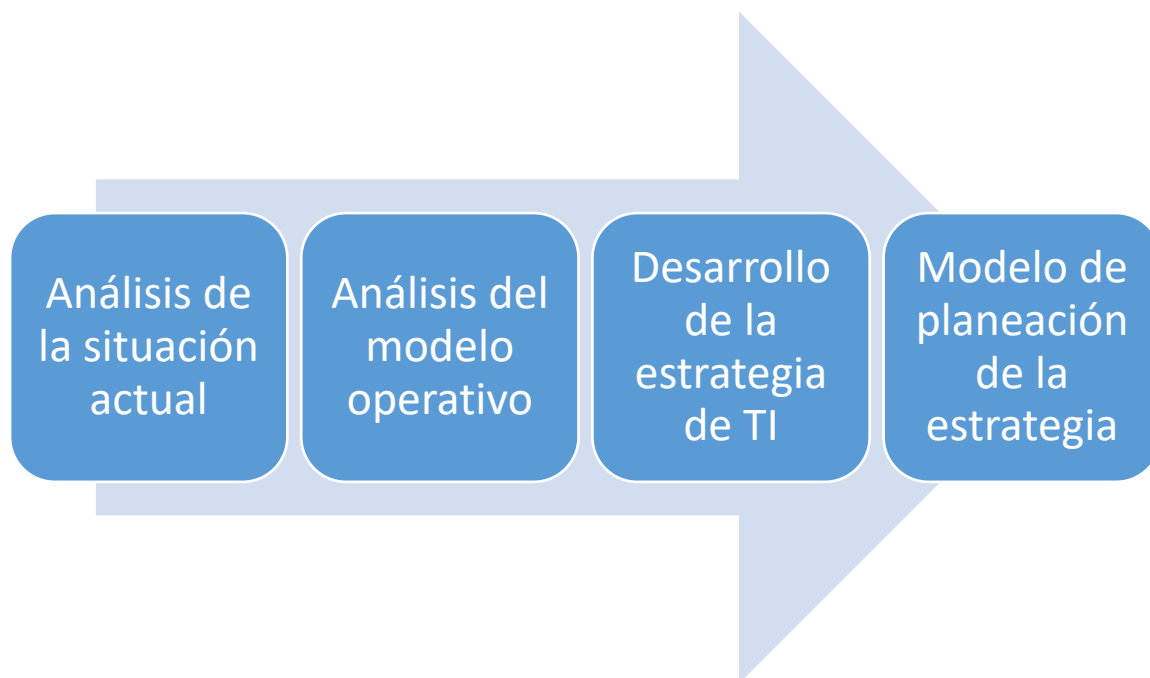 Análisis de
la situación
actual
Análisis del
modelo
operativo
Desarrollo
de la
estrategia
de TI
Modelo de
planeación
de la
estrategia